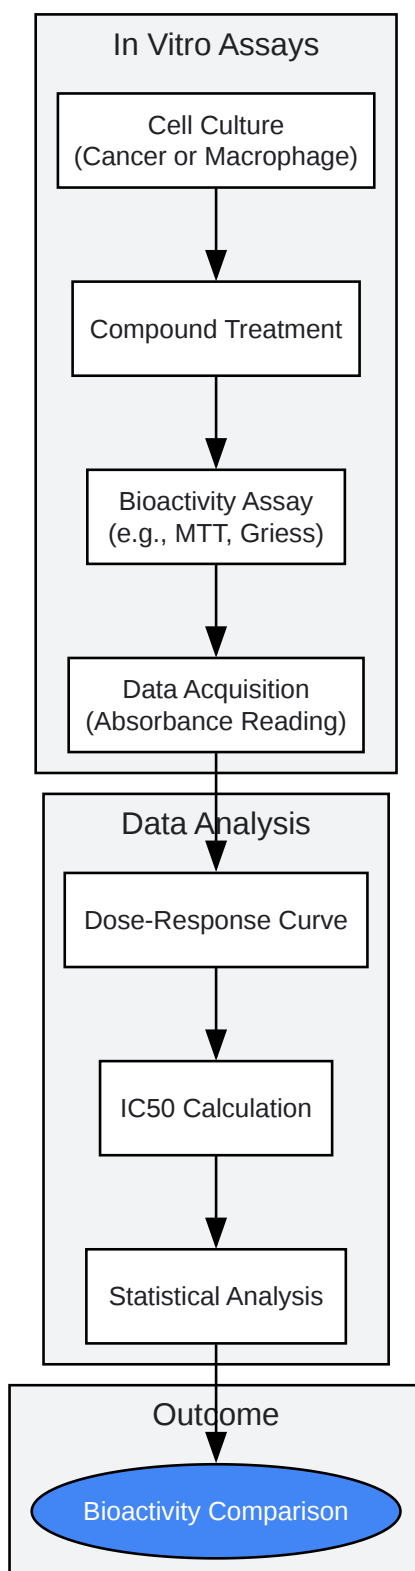 In Vitro Assays
Cell Culture
(Cancer or Macrophage)
Compound Treatment
Bioactivity Assay
(e.g., MTT, Griess)
Data Acquisition
(Absorbance Reading)
Data Analysis
Dose-Response Curve
IC50 Calculation
Statistical Analysis
Outcome
Bioactivity Comparison